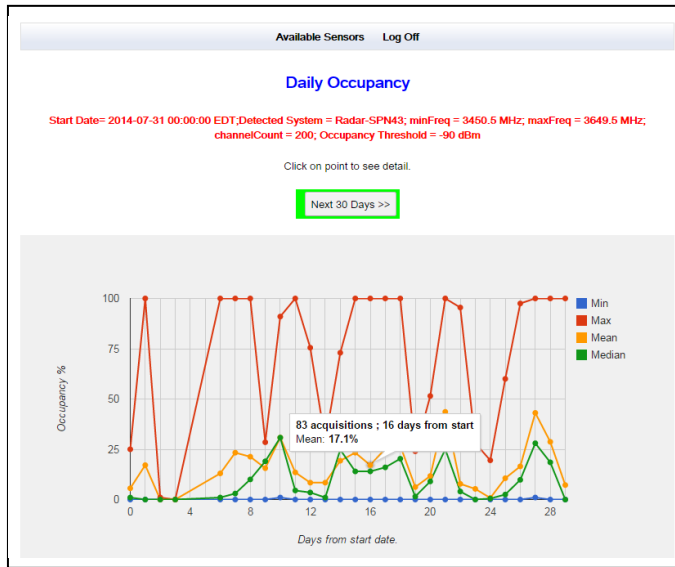 Available Sensors Log Off
Daily Occupancy
Start Date= 2014-07-31 00:00:00 EDT;Detected System = Radar-SPN43; minFreq = 3450.5 MHz; maxFreq = 3649.5 MHz;
channelCount = 200; Occupancy Threshold = -90 dBm
Click on point to see detail.
Next 30 Days >>
100
75
50
25
0
Occupancy %
Min
Max
Mean
Median
83 acquisitions ; 16 days from start
Mean: 17.1%
0 4 8 12 16 20 24 28
Days from start date.